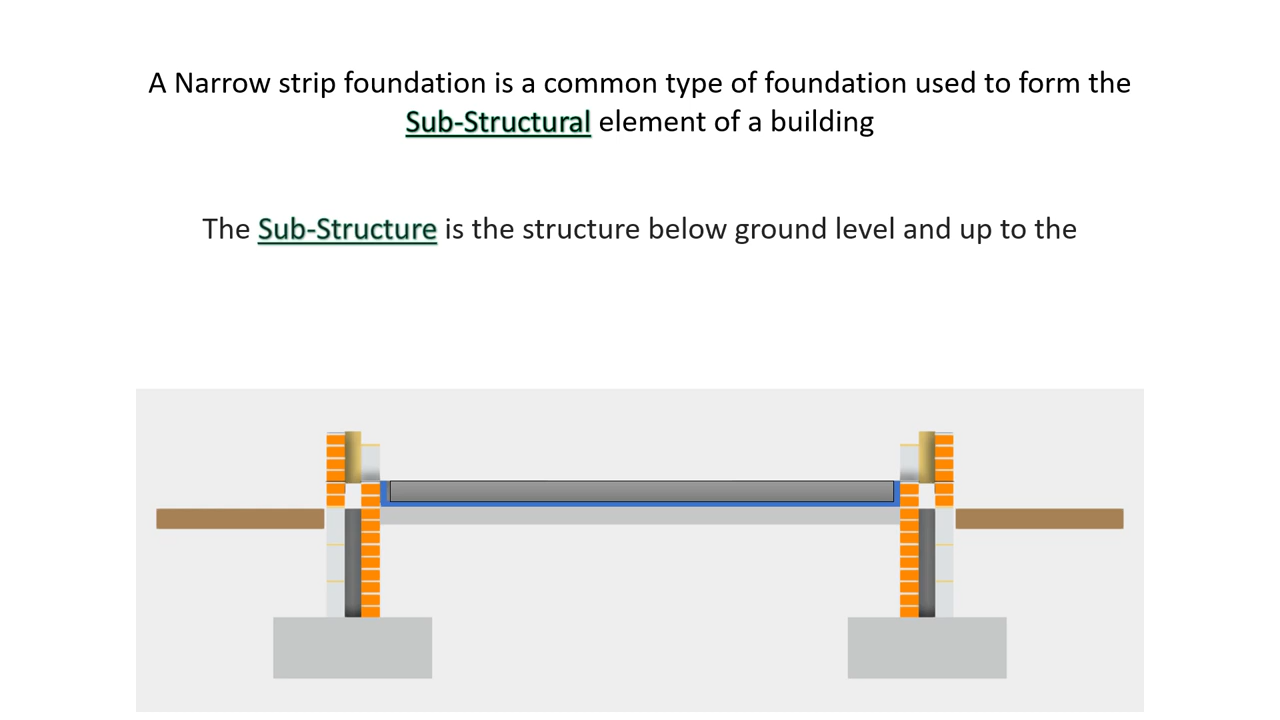 A Narrow strip foundation is a common type of foundation used to form the
Sub-Structural element of a building
The Sub-Structure is the structure below ground level and up to the